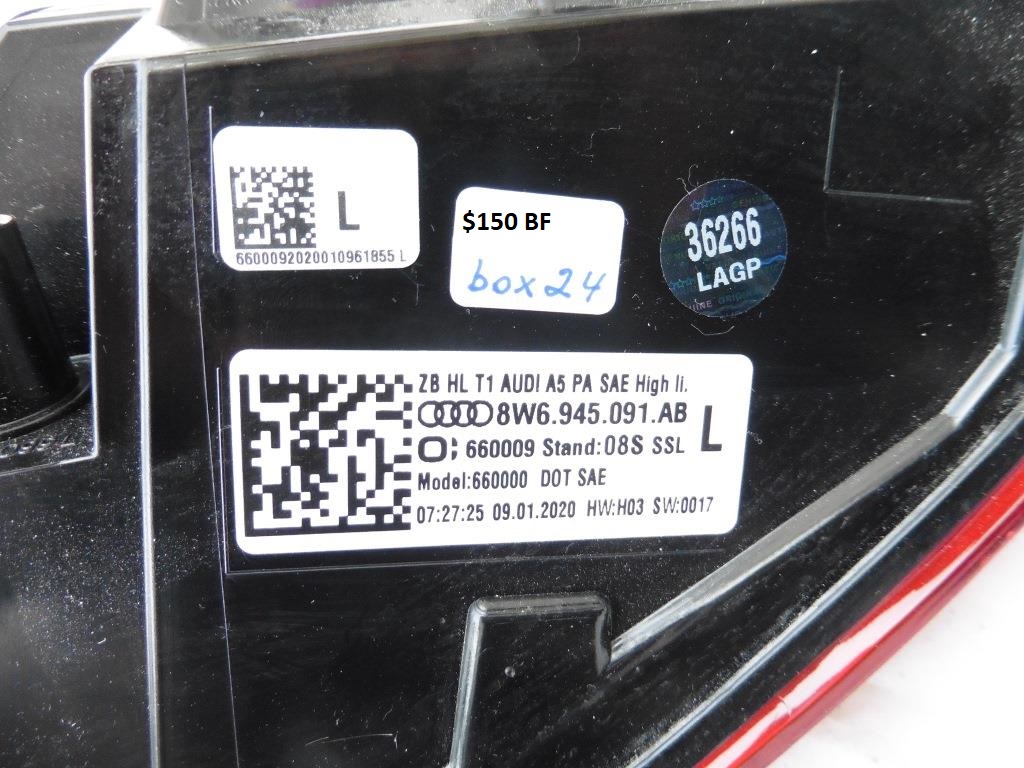 L
6600092020010961855 L
$150 BF
box 24
36266
LAGP
ZB HL T1 AUDI A5 PA SAE High li.
8W6.945.091.AB
L
660009 Stand:08S SSL
Model:660000 DOT SAE
07:27:25 09.01.2020 HW:H03 SW:0017